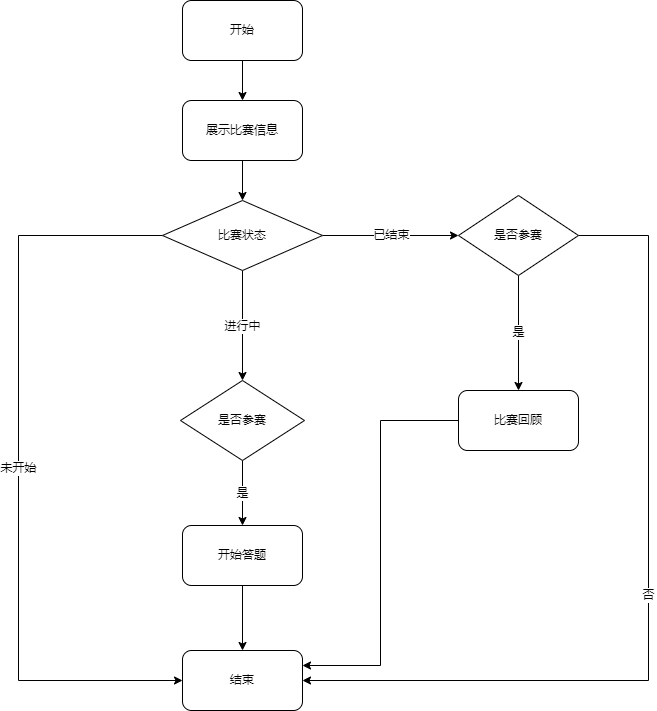 开始
展示比赛信息
比赛状态
已结束
是否参赛
进行中
是
是否参赛
比赛回顾
未开始
是
开始答题
否
结束